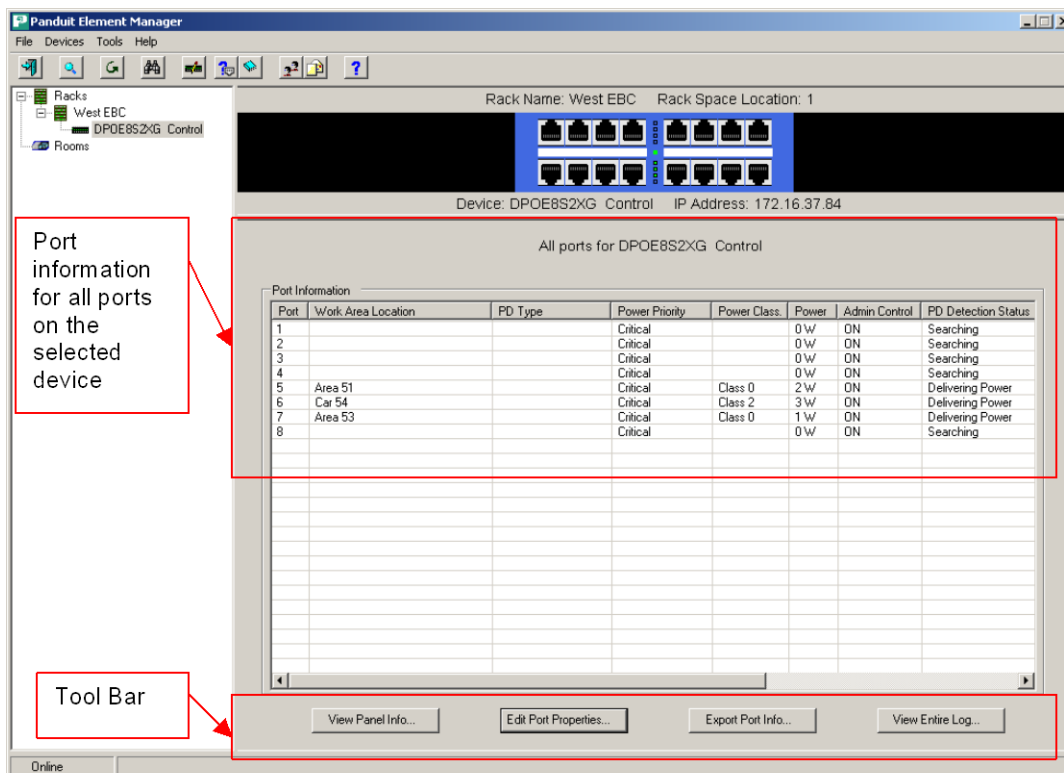 Panduit Element Manager
File Devices Tools Help
Racks
West EBC
DPOE8S2XG Control
Rooms
Rack Name: West EBC Rack Space Location: 1
Device: DPOE8S2XG Control IP Address: 172.16.37.84
Port
information
for all ports
on the
selected
device
All ports for DPOE8S2XG Control
Port Information
Port Work Area Location PD Type Power Priority Power Class. Power Admin Control PD Detection Status
1 Critical 0 W ON Searching
2 Critical 0 W ON Searching
3 Critical 0 W ON Searching
4 Critical 0 W ON Searching
5 Area 51 Critical Class 0 2 W ON Delivering Power
6 Car 54 Critical Class 2 3 W ON Delivering Power
7 Area 53 Critical Class 0 1 W ON Delivering Power
8 Critical 0 W ON Searching
Tool Bar
View Panel Info... Edit Port Properties... Export Port Info... View Entire Log...
Online